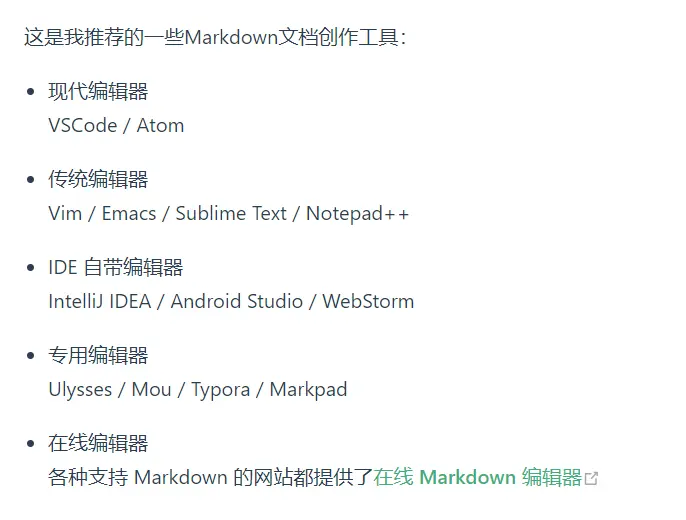 这是我推荐的一些Markdown文档创作工具：
现代编辑器
VSCode / Atom
传统编辑器
Vim / Emacs / Sublime Text / Notepad++
IDE 自带编辑器
IntelliJ IDEA / Android Studio / WebStorm
专用编辑器
Ulysses / Mou / Typora / Markpad
在线编辑器
各种支持 Markdown 的网站都提供了在线 Markdown 编辑器